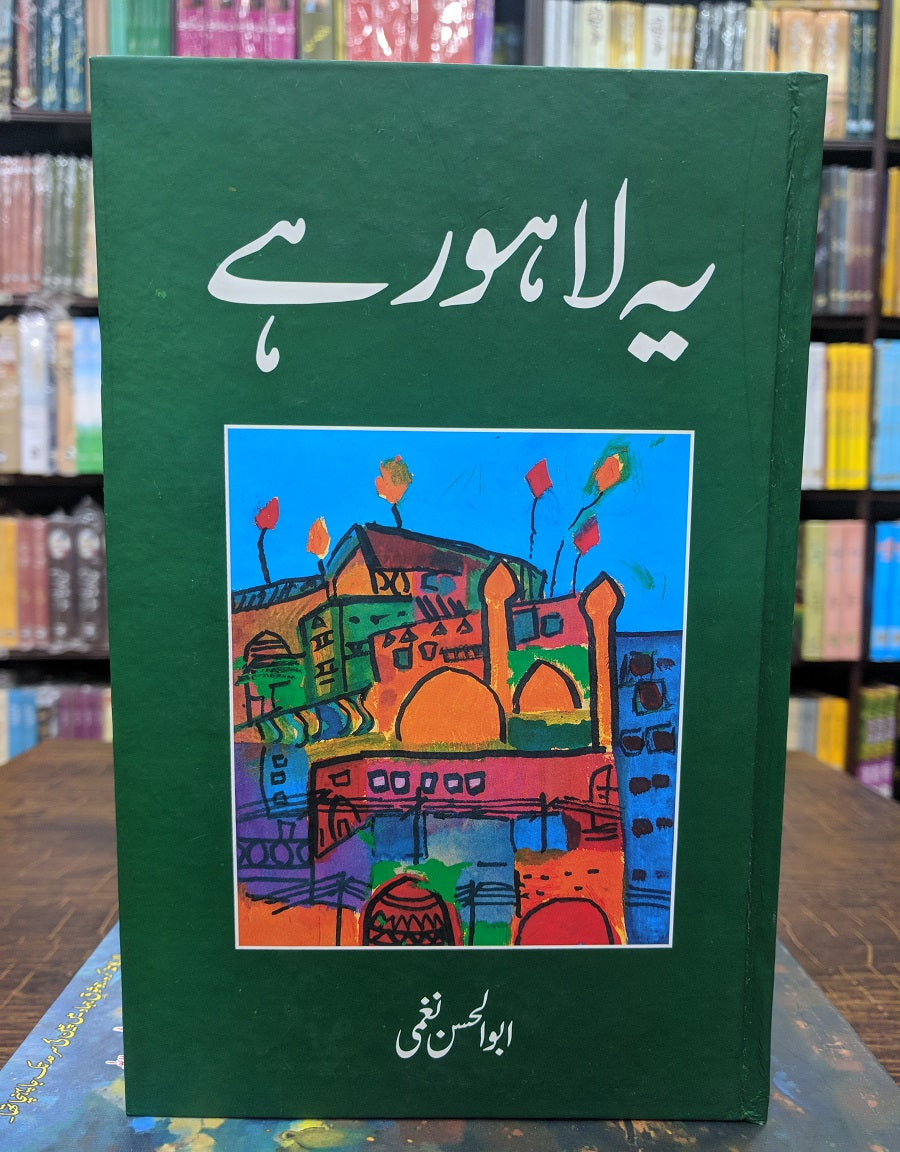 یہ لاہور ہے
ابوالحسن نغمی